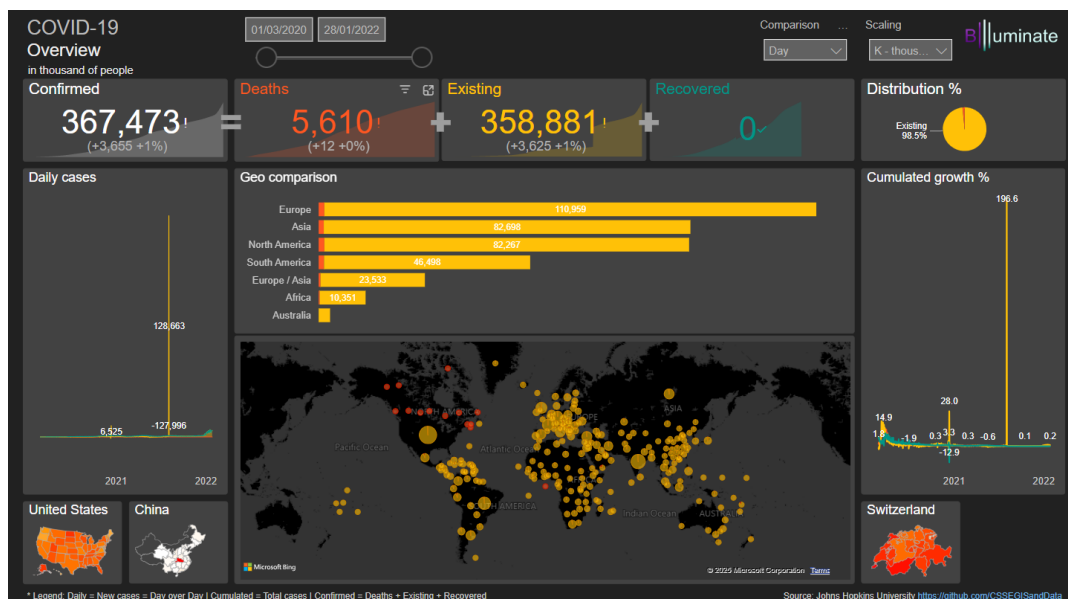 COVID-19
Overview
in thousand of people
01/03/2020 28/01/2022
Comparison ... Scaling
Day K - thous...
BIlluminate
Confirmed
367,473 !
(+3,655 +1%)
=
Deaths
5,610 !
(+12 +0%)
+
Existing
358,881 !
(+3,625 +1%)
+
Recovered
0
Distribution %
Existing
98.5%
Daily cases
128,663
6,525
-127,996
2021 2022
Geo comparison
Europe 110,959
Asia 82,698
North America 82,267
South America 46,498
Europe / Asia 23,533
Africa 10,351
Australia
NORTH AMERICA
EUROPE
ASIA
Pacific Ocean
Atlantic Ocean
SOUTH AMERICA
Indian Ocean
AUSTRALIA
Microsoft Bing
© 2025 Microsoft Corporation Terms
Cumulated growth %
196.6
28.0
14.9
1.8
-1.9
0.3
3.3
0.3
-0.6
0.1
0.2
-12.9
2021 2022
United States
China
Switzerland
* Legend: Daily = New cases = Day over Day | Cumulated = Total cases | Confirmed = Deaths + Existing + Recovered
Source: Johns Hopkins University https://github.com/CSSEGISandData